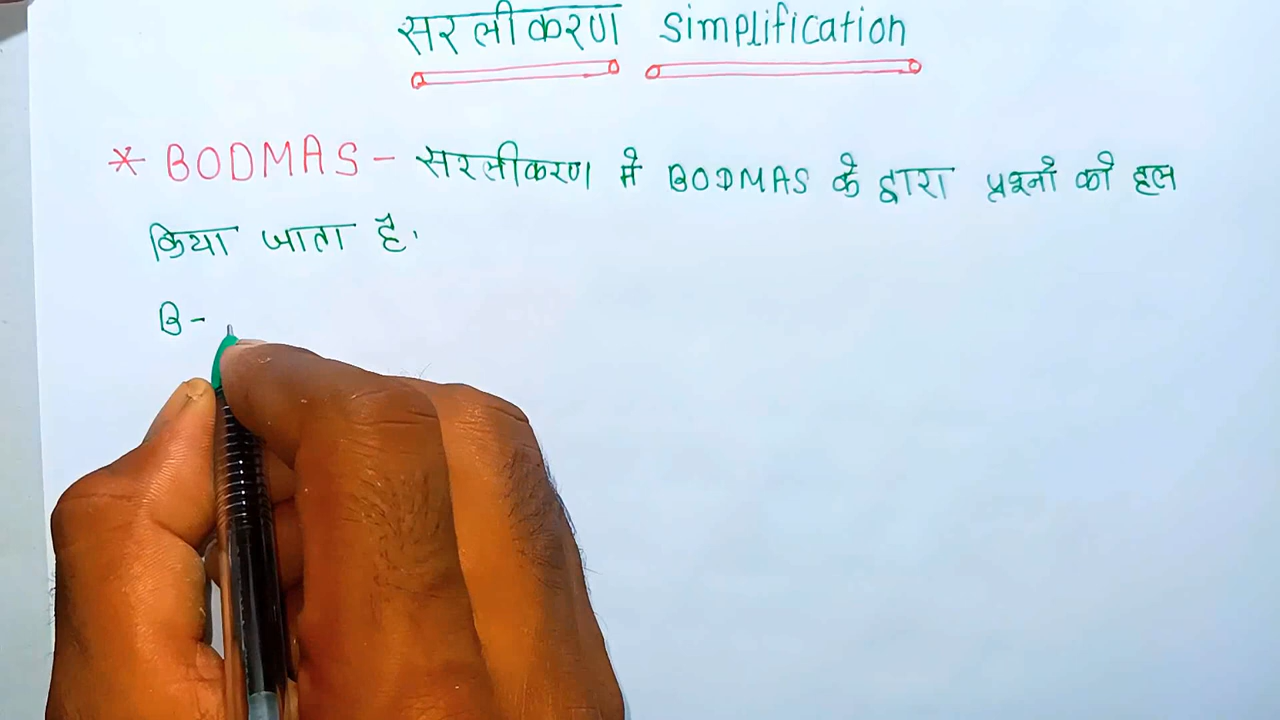 सरलीकरण simplification
* BODMAS - सरलीकरण में BODMAS के द्वारा प्रश्नों को हल
किया जाता है.
B -